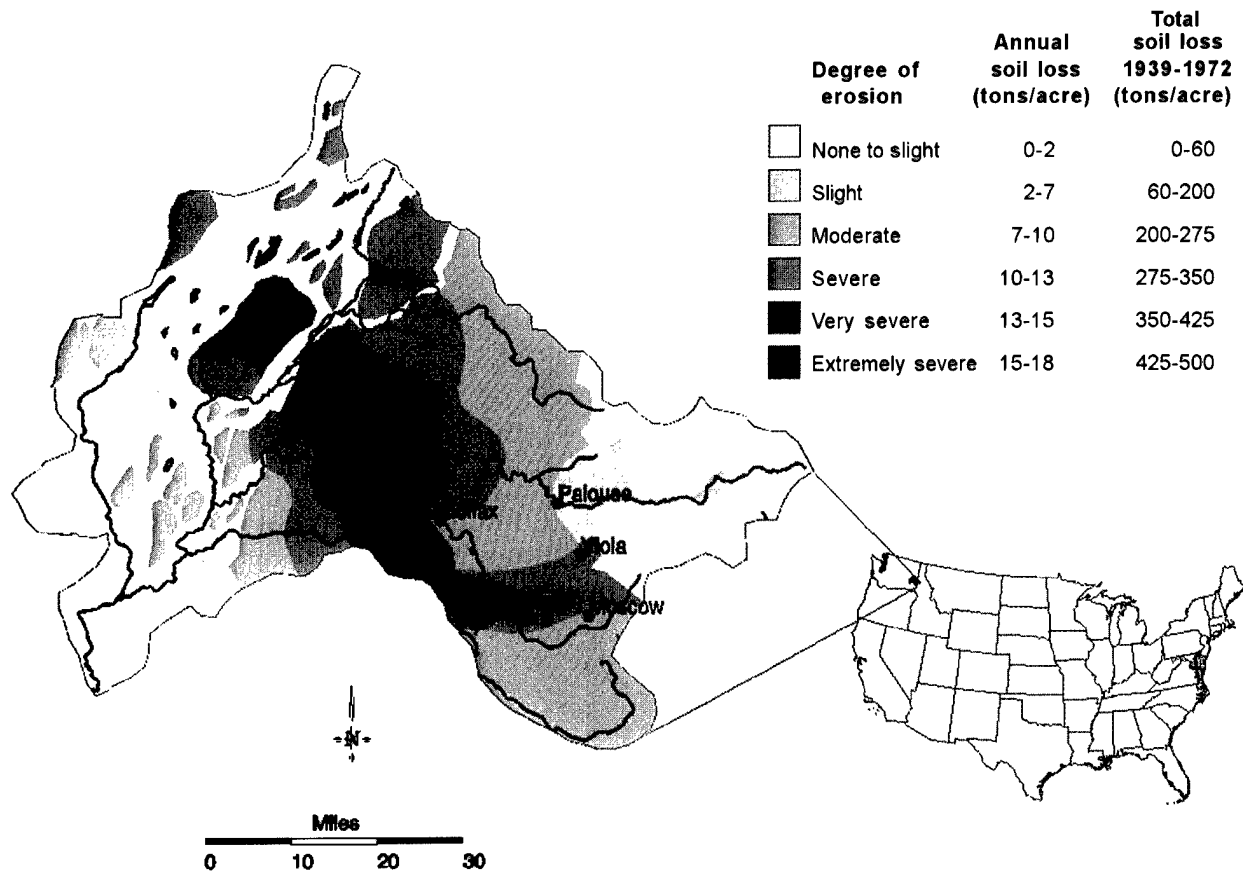 Degree of erosion
Annual soil loss (tons/acre)
Total soil loss 1939-1972 (tons/acre)
None to slight 0-2 0-60
Slight 2-7 60-200
Moderate 7-10 200-275
Severe 10-13 275-350
Very severe 13-15 350-425
Extremely severe 15-18 425-500
Palouse
Viola
Moscow
N
Miles
0 10 20 30